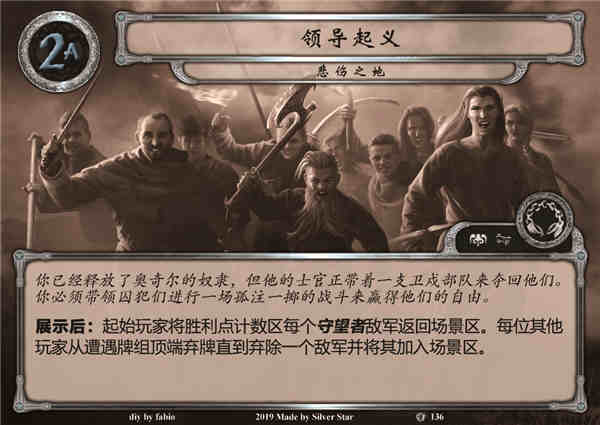 2A
领导起义
悲伤之地
你已经释放了奥奇尔的奴隶，但他的士官正带着一支卫戍部队来夺回他们。
你必须带领囚犯们进行一场孤注一掷的战斗来赢得他们的自由。
展示后：起始玩家将胜利点计数区每个守望者敌军返回场景区。每位其他
玩家从遭遇牌组顶端弃牌直到弃除一个敌军并将其加入场景区。
diy by fabio
2019 Made by Silver Star
136